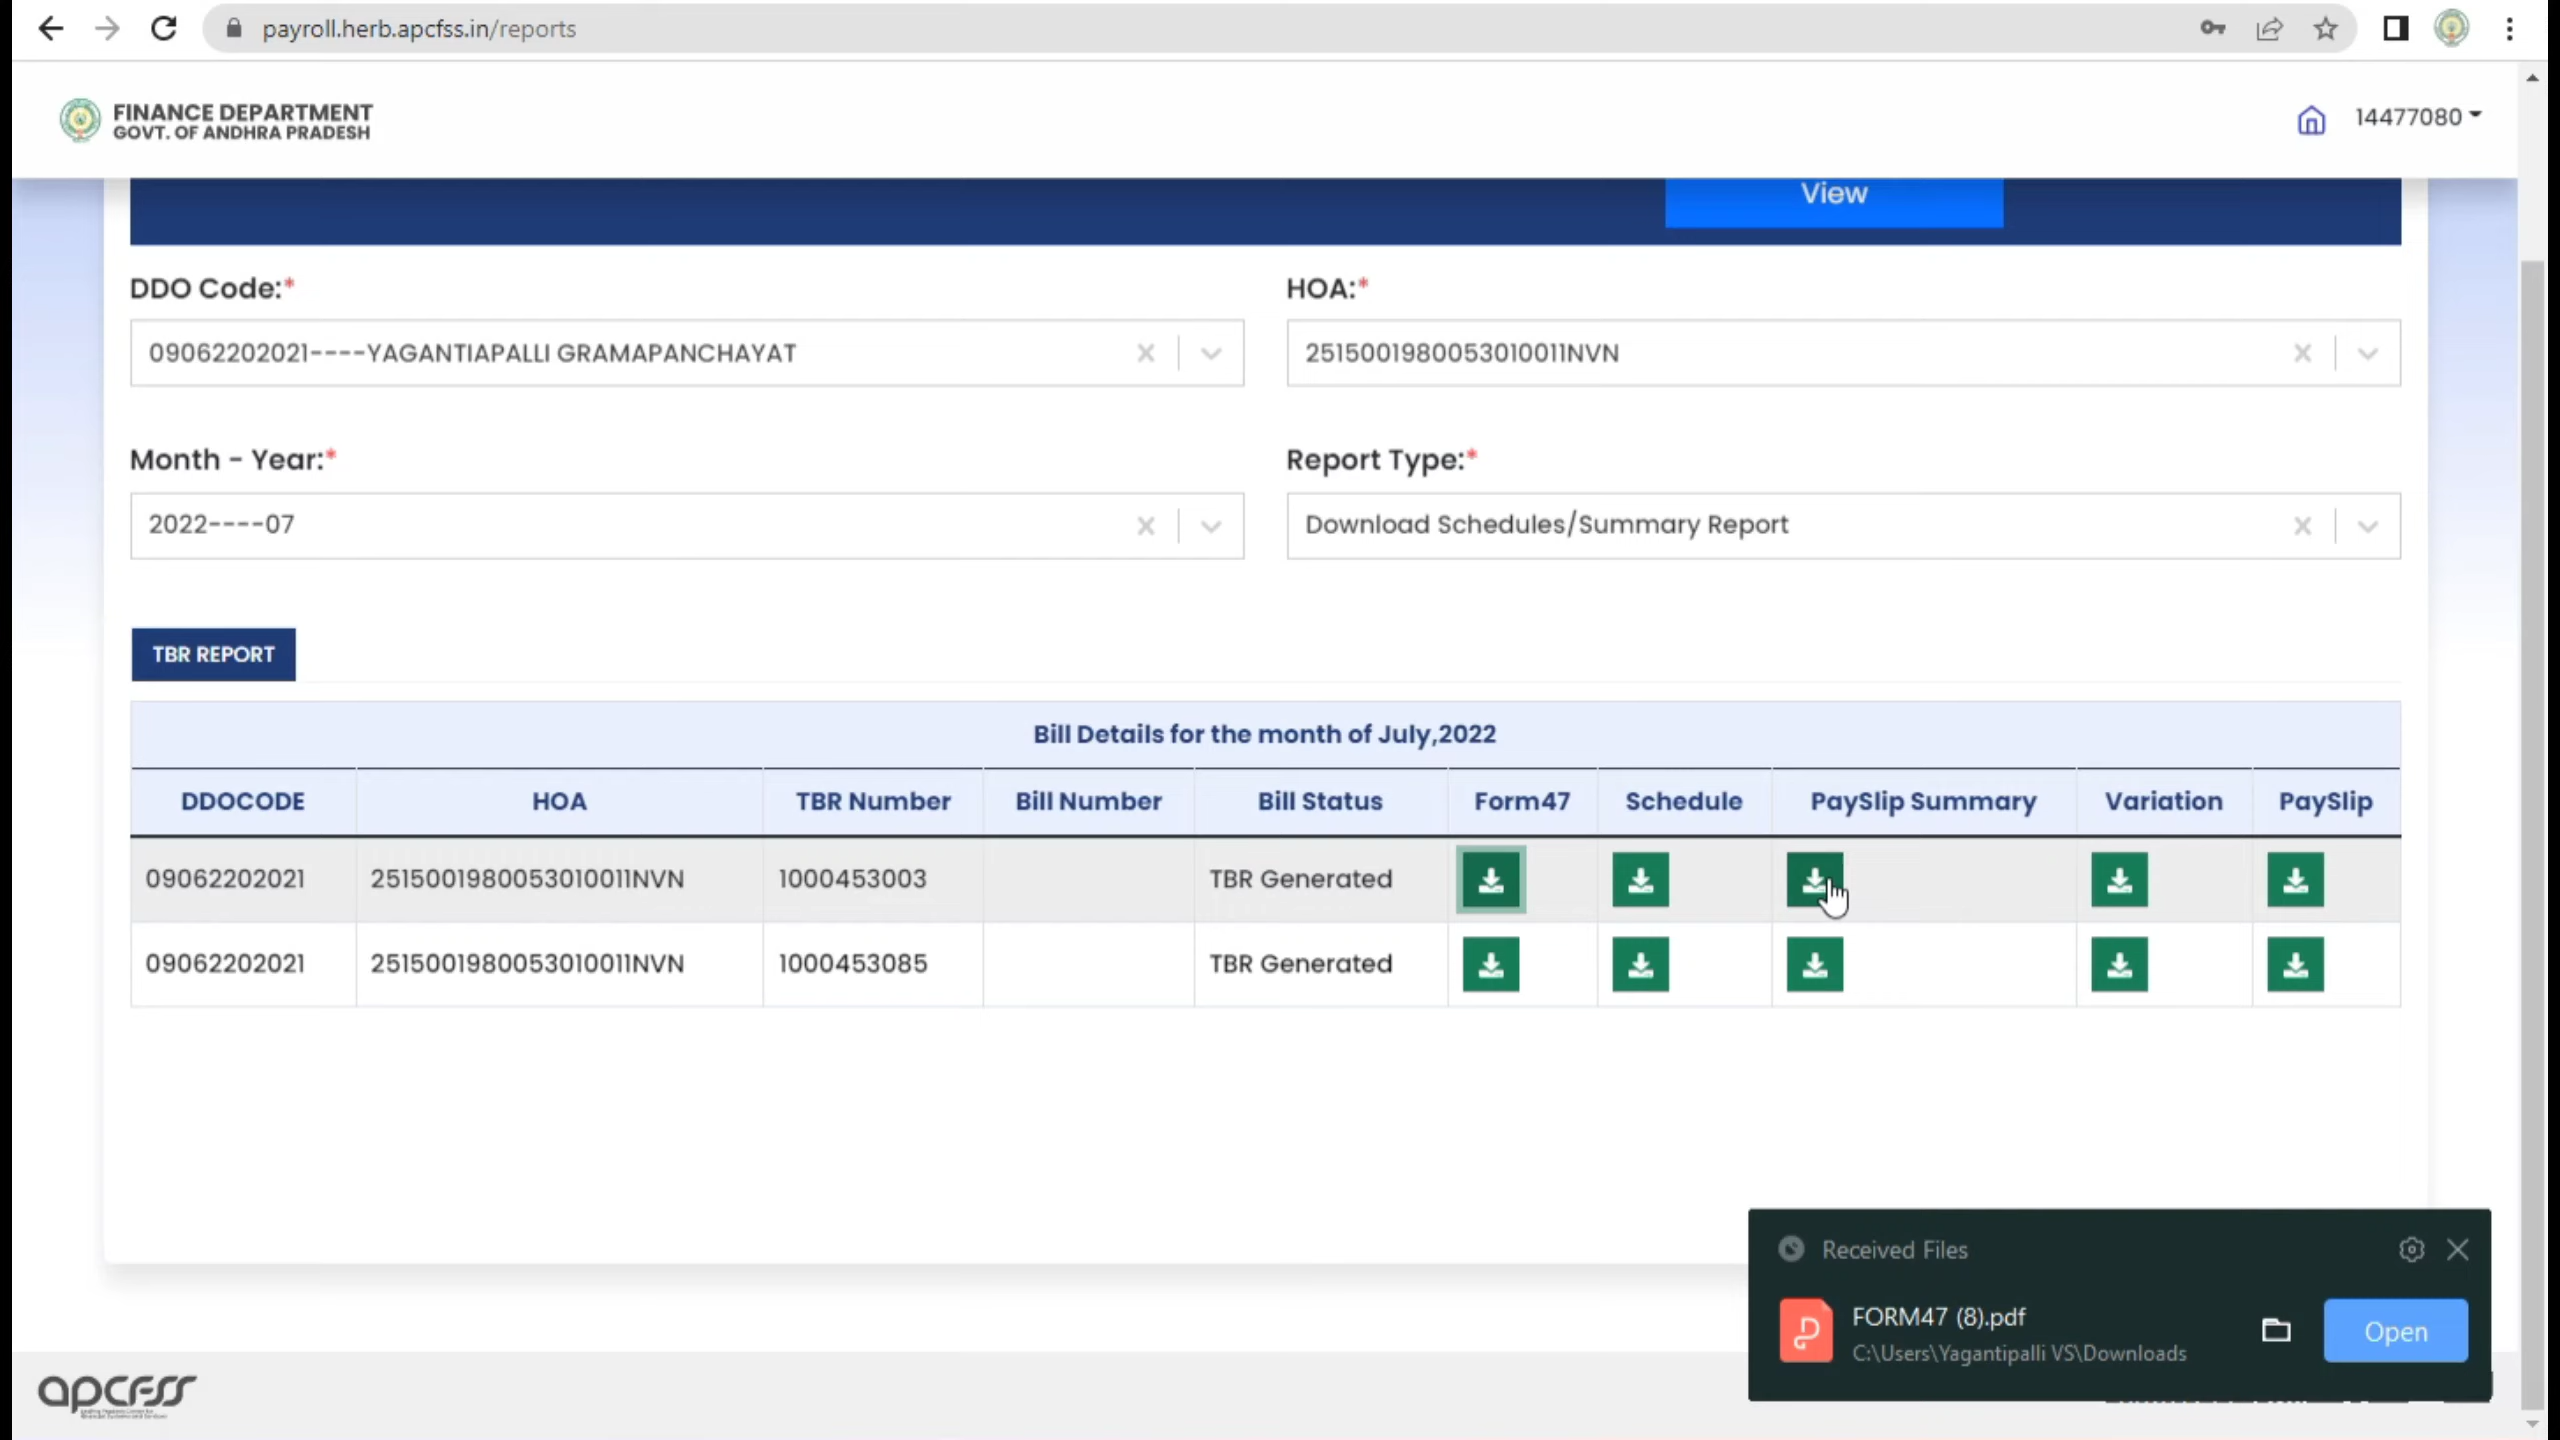 payroll.herb.apcfss.in/reports
FINANCE DEPARTMENT
GOVT. OF ANDHRA PRADESH
14477080
View
DDO Code:*
HOA:*
09062202021----YAGANTIAPALLI GRAMAPANCHAYAT
2515001980053010011NVN
Month - Year:*
Report Type:*
2022----07
Download Schedules/Summary Report
TBR REPORT
Bill Details for the month of July,2022
DDOCODE HOA TBR Number Bill Number Bill Status Form47 Schedule PaySlip Summary Variation PaySlip
09062202021 2515001980053010011NVN 1000453003 TBR Generated
09062202021 2515001980053010011NVN 1000453085 TBR Generated
Received Files
FORM47 (8).pdf
Open
C:\Users\Yagantipalli VS\Downloads
apcfss